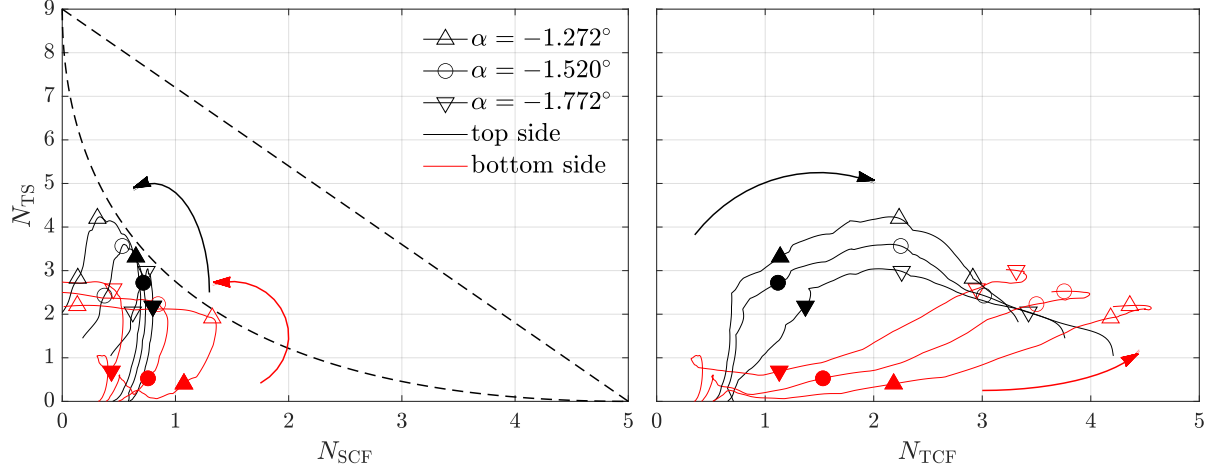 9
8
7
6
5
4
3
2
1
0
N_TS
α = −1.272°
α = −1.520°
α = −1.772°
top side
bottom side
0 1 2 3 4 5
N_SCF
0 1 2 3 4 5
N_TCF